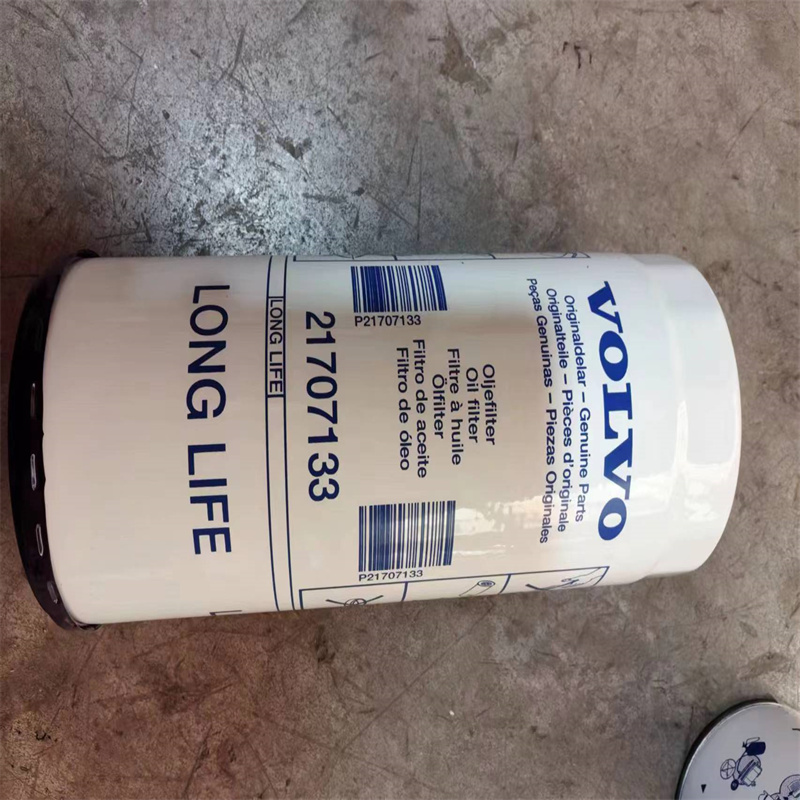 VOLVO
Originaldelar – Genuine Parts
Originalteile – Pièces d'originale
Peças Genuinas – Piezas Originales
Oljefilter
Oil filter
Filtre à huile
Ölfilter
Filtro de aceite
Filtro de óleo
P21707133
P21707133
21707133
LONG LIFE
LONG LIFE